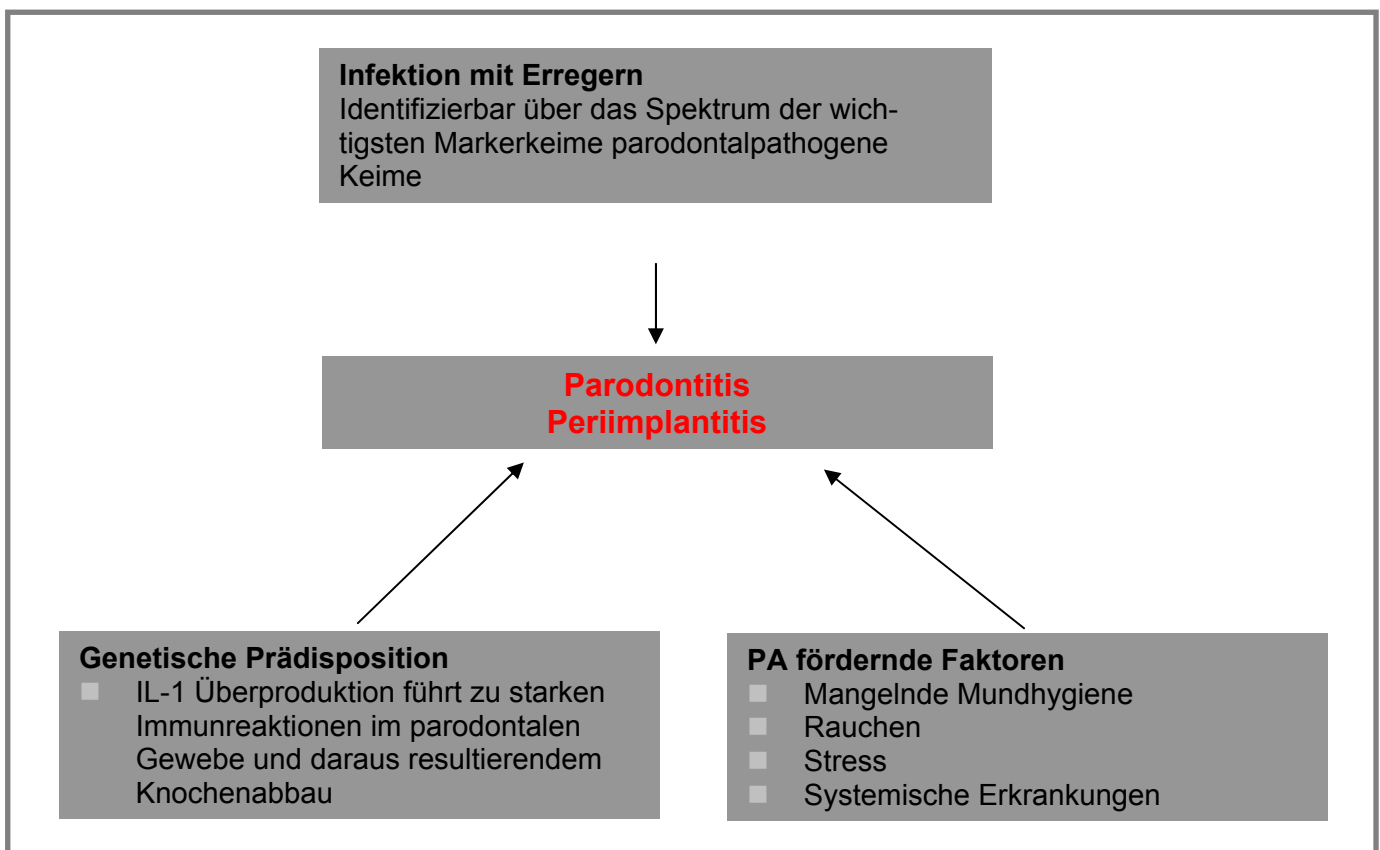 Infektion mit Erregern
Identifizierbar über das Spektrum der wich-
tigsten Markerkeime parodontalpathogene
Keime
Parodontitis
Periimplantitis
Genetische Prädisposition
IL-1 Überproduktion führt zu starken
Immunreaktionen im parodontalen
Gewebe und daraus resultierendem
Knochenabbau
PA fördernde Faktoren
Mangelnde Mundhygiene
Rauchen
Stress
Systemische Erkrankungen